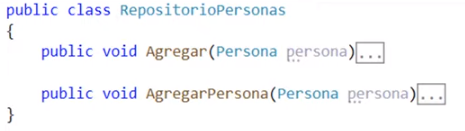 public class RepositorioPersonas
{
public void Agregar(Persona persona)...
public void AgregarPersona(Persona persona)...
}